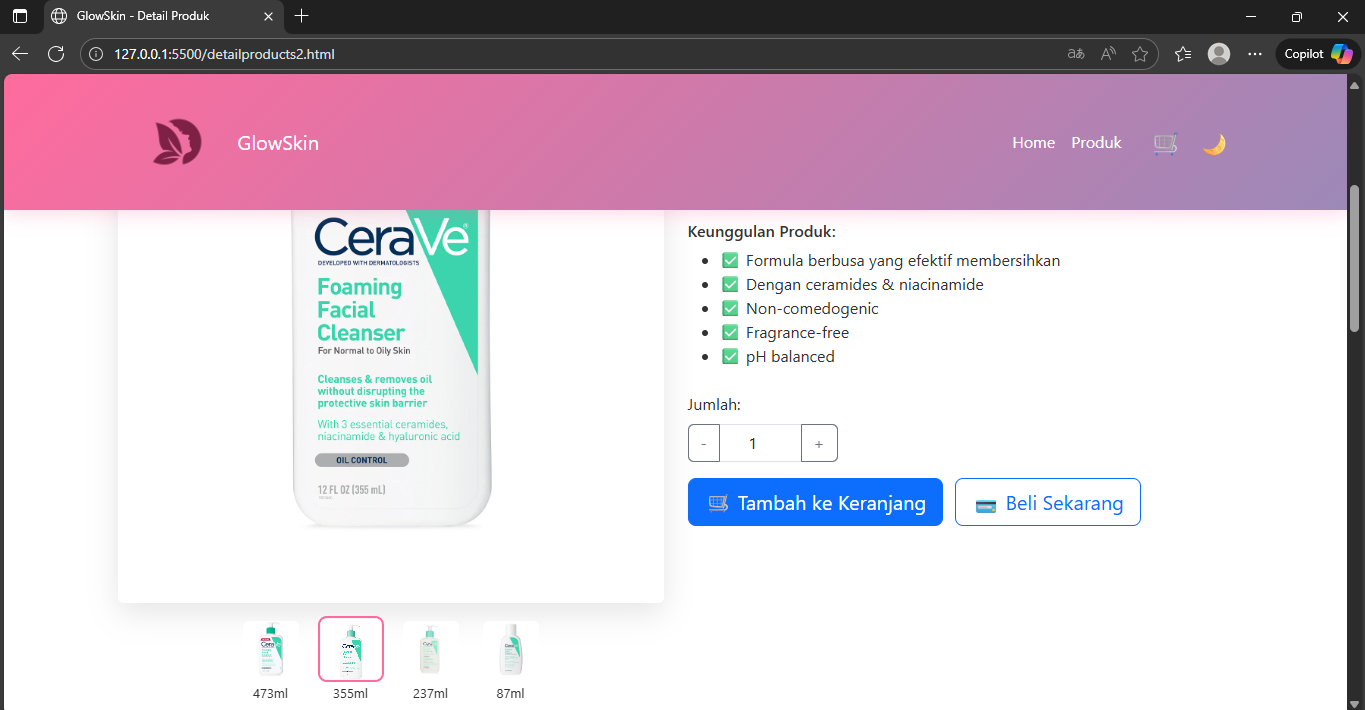 GlowSkin - Detail Produk
127.0.0.1:5500/detailproducts2.html
Copilot
GlowSkin
Home
Produk
CeraVe
DEVELOPED WITH DERMATOLOGISTS
Foaming
Facial
Cleanser
For Normal to Oily Skin
Cleanses & removes oil
without disrupting the
protective skin barrier
With 3 essential ceramides,
niacinamide & hyaluronic acid
OIL CONTROL
12 FL OZ (355 mL)
473ml
355ml
237ml
87ml
Keunggulan Produk:
✅ Formula berbusa yang efektif membersihkan
✅ Dengan ceramides & niacinamide
✅ Non-comedogenic
✅ Fragrance-free
✅ pH balanced
Jumlah:
- 1 +
🛒 Tambah ke Keranjang
💳 Beli Sekarang